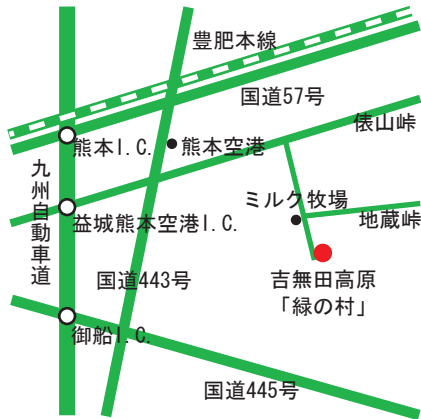 豊肥本線
国道57号
俵山峠
熊本I.C.
熊本空港
九州自動車道
ミルク牧場
地蔵峠
益城熊本空港I.C.
国道443号
吉無田高原
「緑の村」
御船I.C.
国道445号